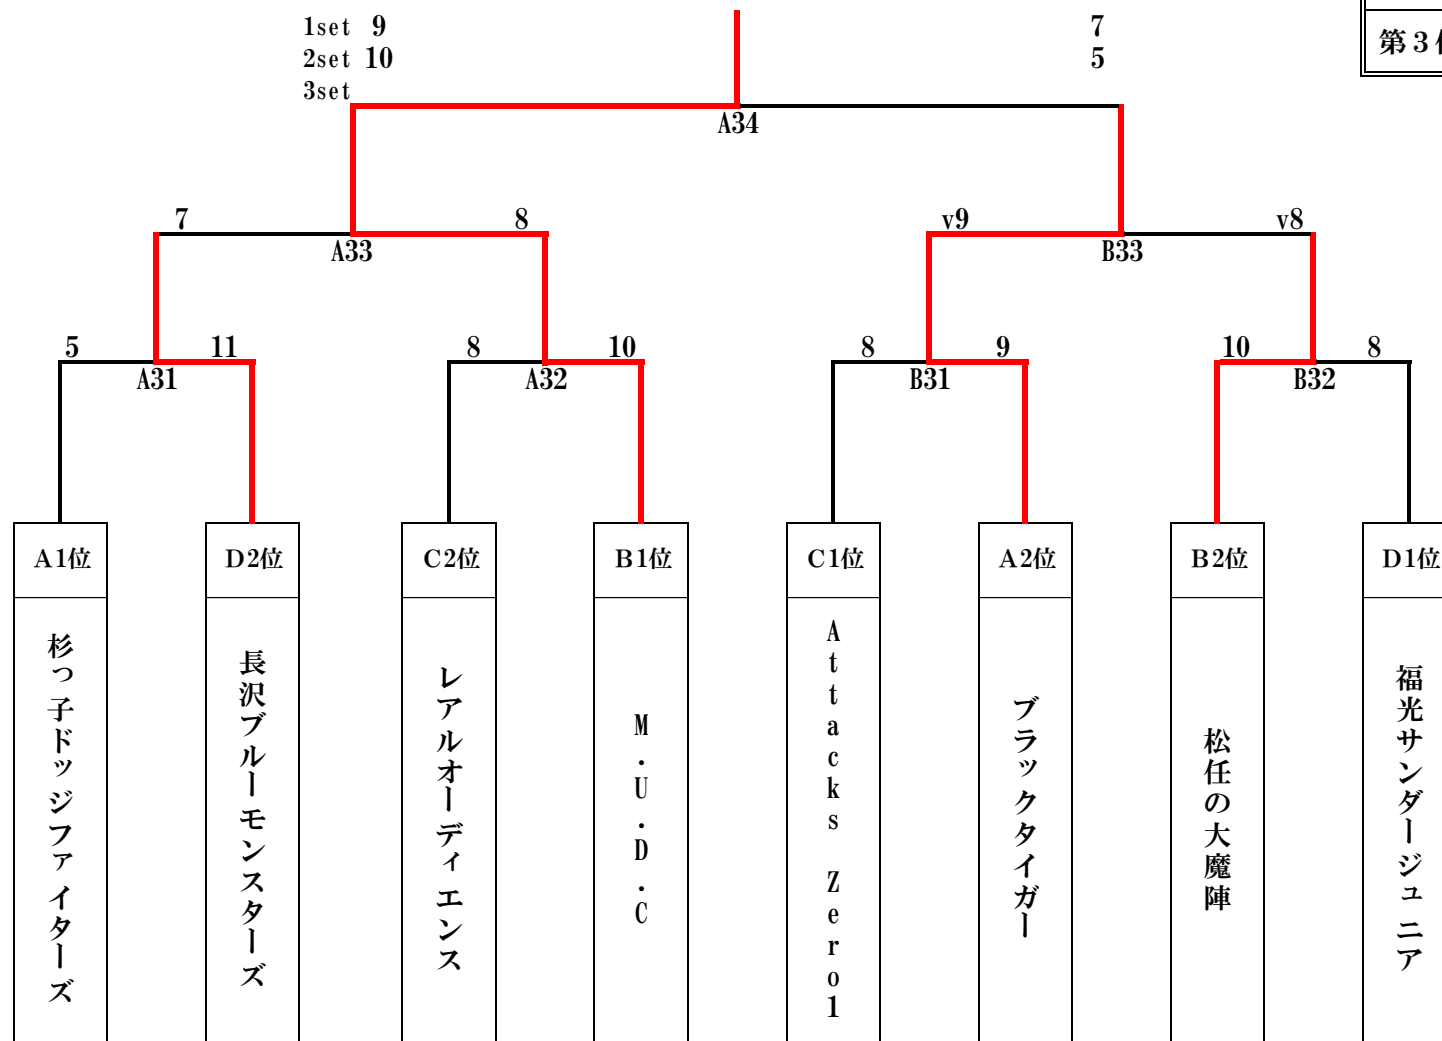 1set 9 7
2set 10 5
3set
第3
A34
7 8 v9 v8
A33 B33
5 11 8 10 8 9 10 8
A31 A32 B31 B32
A1位 D2位 C2位 B1位 C1位 A2位 B2位 D1位
杉っ子ドッジファイターズ
長沢ブルーモンスターズ
レアルオーディエンス
M.U.D.C
Attacks Zero1
ブラックタイガー
松任の大魔陣
福光サンダージュニア